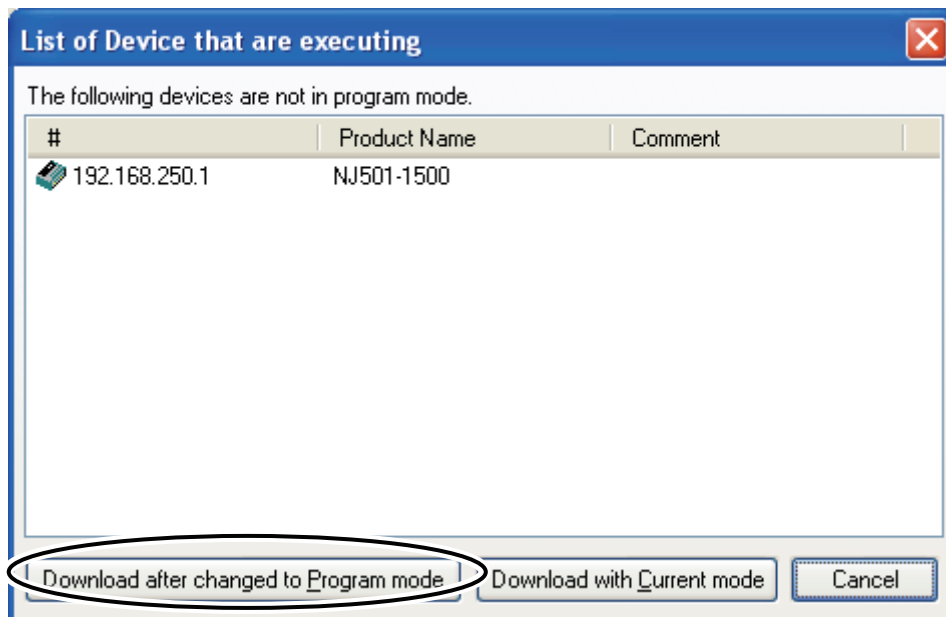 List of Device that are executing
The following devices are not in program mode.
# Product Name Comment
192.168.250.1 NJ501-1500
Download after changed to Program mode Download with Current mode Cancel